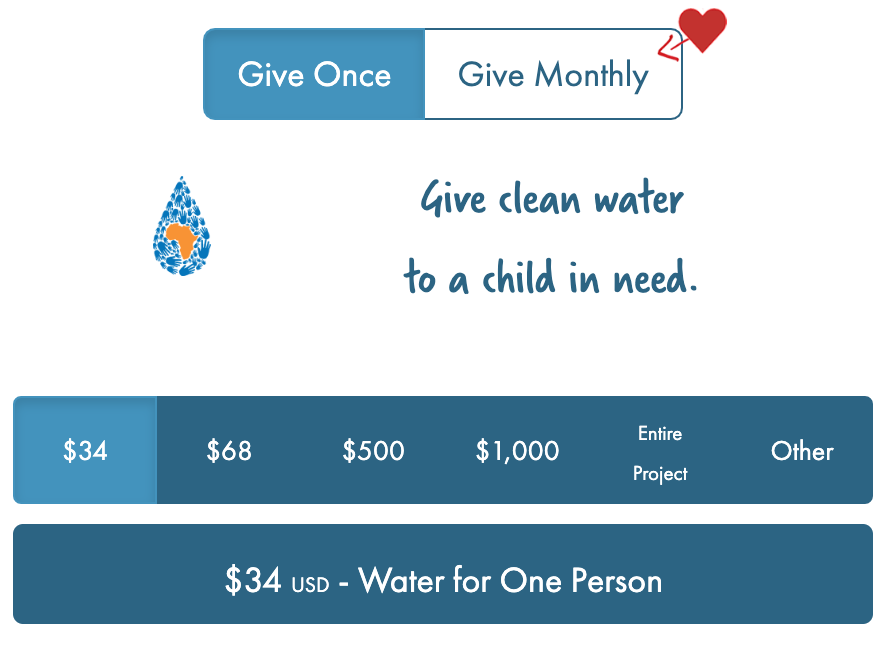 Give Once
Give Monthly
Give clean water
to a child in need.
$34
$68
$500
$1,000
Entire
Project
Other
$34 USD - Water for One Person